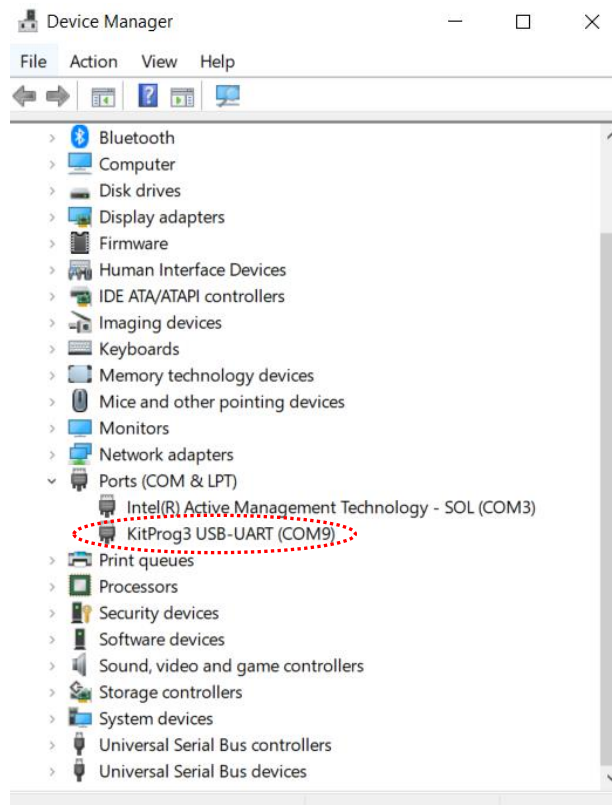 Device Manager
File Action View Help
Bluetooth
Computer
Disk drives
Display adapters
Firmware
Human Interface Devices
IDE ATA/ATAPI controllers
Imaging devices
Keyboards
Memory technology devices
Mice and other pointing devices
Monitors
Network adapters
Ports (COM & LPT)
Intel(R) Active Management Technology - SOL (COM3)
KitProg3 USB-UART (COM9)
Print queues
Processors
Security devices
Software devices
Sound, video and game controllers
Storage controllers
System devices
Universal Serial Bus controllers
Universal Serial Bus devices